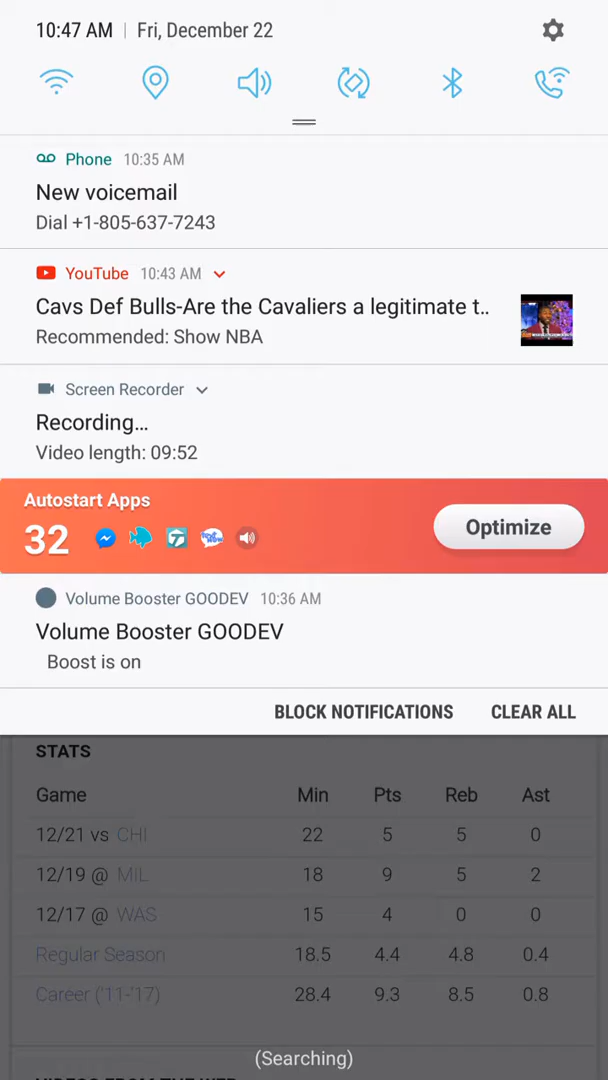 10:47 AM | Fri, December 22
Phone 10:35 AM
New voicemail
Dial +1-805-637-7243
YouTube 10:43 AM
Cavs Def Bulls-Are the Cavaliers a legitimate t..
Recommended: Show NBA
Screen Recorder
Recording...
Video length: 09:52
Autostart Apps
32
Optimize
Volume Booster GOODEV 10:36 AM
Volume Booster GOODEV
Boost is on
BLOCK NOTIFICATIONS CLEAR ALL
STATS
Game Min Pts Reb Ast
12/21 vs CHI 22 5 5 0
12/19 @ MIL 18 9 5 2
12/17 @ WAS 15 4 0 0
Regular Season 18.5 4.4 4.8 0.4
Career ('11-'17) 28.4 9.3 8.5 0.8
(Searching)
VIDEOS FROM THE WEB